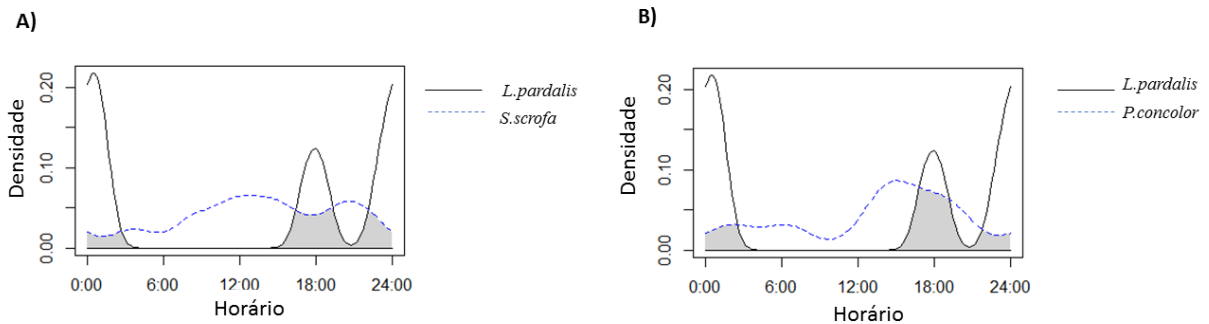 A)
Densidade
0.00
0.10
0.20
0:00
6:00
12:00
18:00
24:00
Horário
L.pardalis
S.scrofa
B)
Densidade
0.00
0.10
0.20
0:00
6:00
12:00
18:00
24:00
Horário
L.pardalis
P.concolor